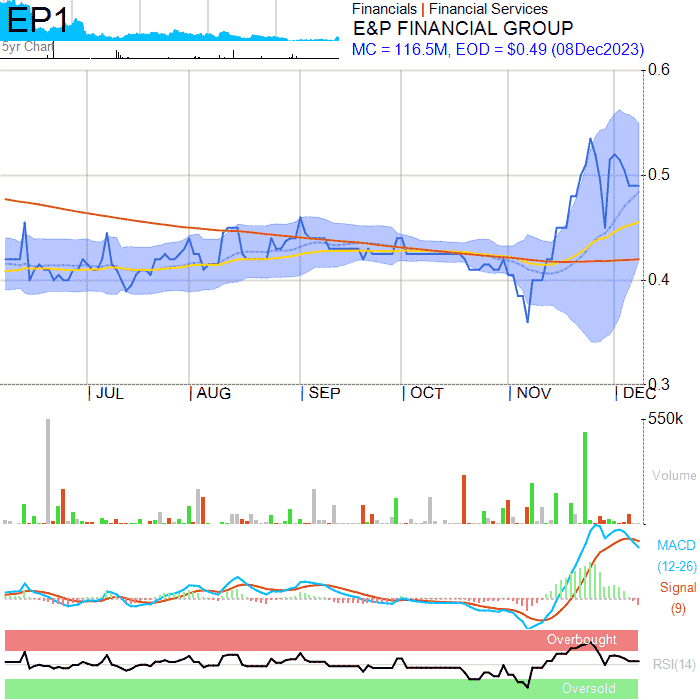 EP1
5yr Chart
Financials | Financial Services
E&P FINANCIAL GROUP
MC = 116.5M, EOD = $0.49 (08Dec2023)
0.6
0.5
0.4
0.3
JUL AUG SEP OCT NOV DEC
550k
Volume
MACD
(12-26)
Signal
(9)
Overbought
RSI(14)
Oversold